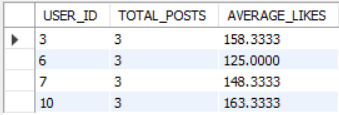 USER_ID TOTAL_POSTS AVERAGE_LIKES
3 3 158.3333
6 3 125.0000
7 3 148.3333
10 3 163.3333